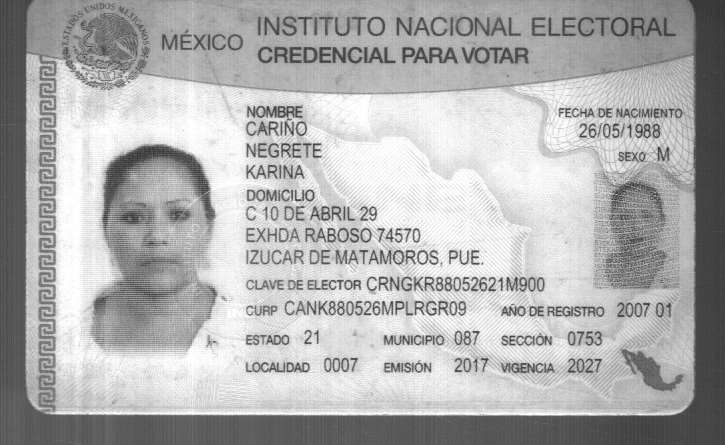 ESTADOS UNIDOS MEXICANOS
MÉXICO
INSTITUTO NACIONAL ELECTORAL
CREDENCIAL PARA VOTAR
NOMBRE
CARIÑO
NEGRETE
KARINA
FECHA DE NACIMIENTO
26/05/1988
SEXO M
DOMICILIO
C 10 DE ABRIL 29
EXHDA RABOSO 74570
IZUCAR DE MATAMOROS, PUE.
CLAVE DE ELECTOR CRNGKR88052621M900
CURP CANK880526MPLRGR09 AÑO DE REGISTRO 2007 01
ESTADO 21 MUNICIPIO 087 SECCIÓN 0753
LOCALIDAD 0007 EMISIÓN 2017 VIGENCIA 2027